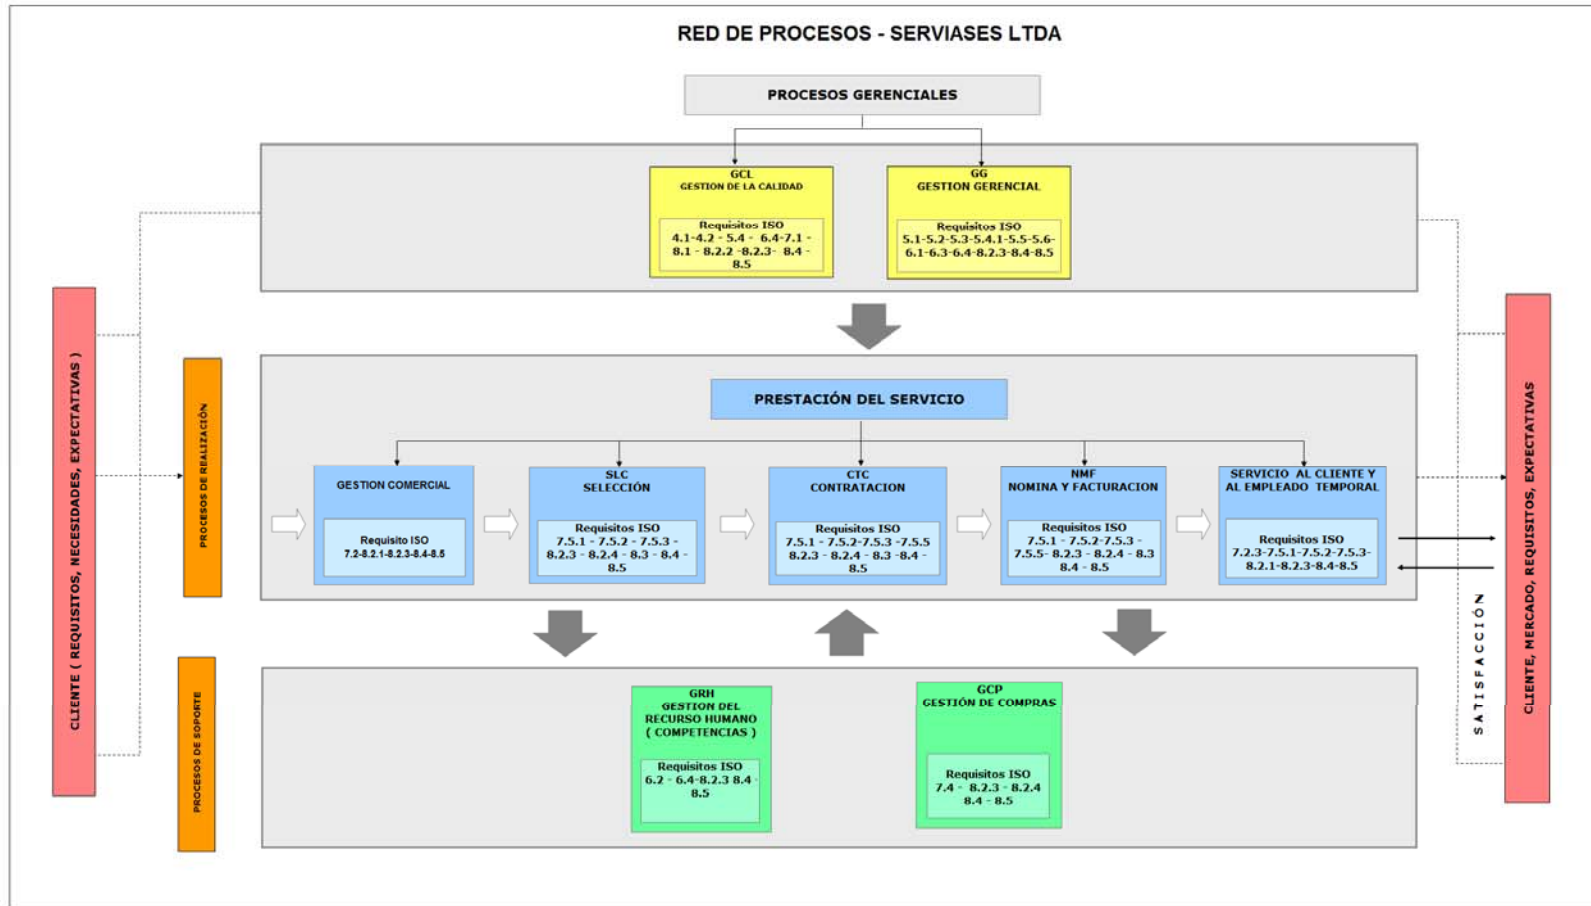 RED DE PROCESOS - SERVIASES LTDA
PROCESOS GERENCIALES
GCL
GESTION DE LA CALIDAD
Requisitos ISO
4.1-4.2 - 5.4 - 6.4-7.1 -
8.1 - 8.2.2 -8.2.3- 8.4 -
8.5
GG
GESTION GERENCIAL
Requisitos ISO
5.1-5.2-5.3-5.4.1-5.5-5.6-
6.1-6.3-6.4-8.2.3-8.4-8.5
CLIENTE ( REQUISITOS, NECESIDADES, EXPECTATIVAS )
PROCESOS DE REALIZACIÓN
PRESTACIÓN DEL SERVICIO
GESTION COMERCIAL
Requisito ISO
7.2-8.2.1-8.2.3-8.4-8.5
SLC
SELECCIÓN
Requisitos ISO
7.5.1 - 7.5.2 - 7.5.3 -
8.2.3 - 8.2.4 - 8.3 - 8.4 -
8.5
CTC
CONTRATACION
Requisitos ISO
7.5.1 - 7.5.2-7.5.3 -7.5.5
8.2.3 - 8.2.4 - 8.3 -8.4 -
8.5
NMF
NOMINA Y FACTURACION
Requisitos ISO
7.5.1 - 7.5.2-7.5.3 -
7.5.5- 8.2.3 - 8.2.4 - 8.3
8.4 - 8.5
SERVICIO AL CLIENTE Y
AL EMPLEADO TEMPORAL
Requisitos ISO
7.2.3-7.5.1-7.5.2-7.5.3-
8.2.1-8.2.3-8.4-8.5
SATISFACCIÓN
CLIENTE, MERCADO, REQUISITOS, EXPECTATIVAS
PROCESOS DE SOPORTE
GRH
GESTION DEL
RECURSO HUMANO
( COMPETENCIAS )
Requisitos ISO
6.2 - 6.4-8.2.3 8.4 -
8.5
GCP
GESTIÓN DE COMPRAS
Requisitos ISO
7.4 - 8.2.3 - 8.2.4
8.4 - 8.5